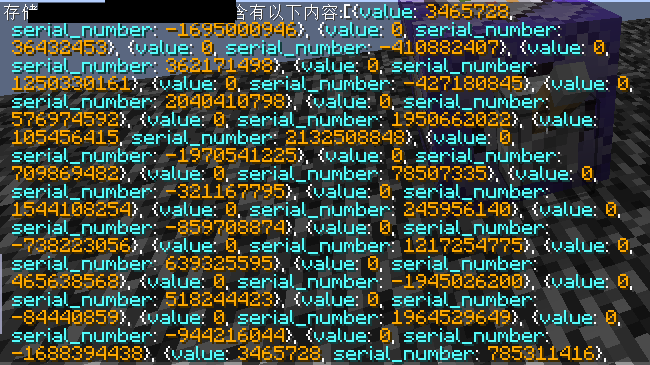 存储 含有以下内容:[{value: 3465728,
serial_number: -1695000946}, {value: 0, serial_number:
36432453}, {value: 0, serial_number: -410882407}, {value: 0,
serial_number: 362171498}, {value: 0, serial_number:
1250330161}, {value: 0, serial_number: -427180845}, {value: 0,
serial_number: 2040410798}, {value: 0, serial_number:
576974592}, {value: 0, serial_number: 1950662022}, {value:
105456415, serial_number: 2132508848}, {value: 0,
serial_number: -1970541225}, {value: 0, serial_number:
709869482}, {value: 0, serial_number: 78507335}, {value: 0,
serial_number: -321167795}, {value: 0, serial_number:
1544108254}, {value: 0, serial_number: 245956140}, {value: 0,
serial_number: -859708874}, {value: 0, serial_number:
-738223056}, {value: 0, serial_number: 1217254775}, {value: 0,
serial_number: 639325595}, {value: 0, serial_number:
465638568}, {value: 0, serial_number: -1945026200}, {value: 0,
serial_number: 518244423}, {value: 0, serial_number:
-84440859}, {value: 0, serial_number: 1964529649}, {value: 0,
serial_number: -944216044}, {value: 0, serial_number:
-1688394438}, {value: 3465728, serial_number: 785311416},